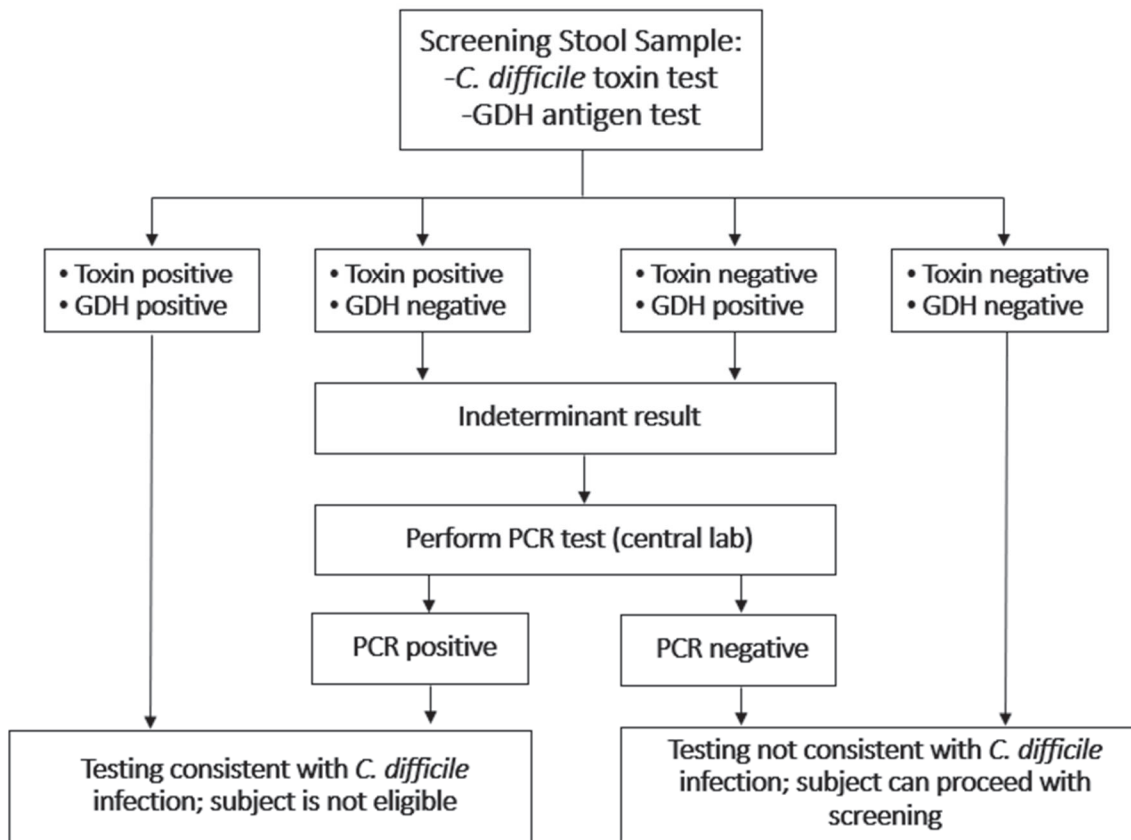 Screening Stool Sample:
-C. difficile toxin test
-GDH antigen test
• Toxin positive
• GDH positive
• Toxin positive
• GDH negative
• Toxin negative
• GDH positive
• Toxin negative
• GDH negative
Indeterminant result
Perform PCR test (central lab)
PCR positive
PCR negative
Testing consistent with C. difficile
infection; subject is not eligible
Testing not consistent with C. difficile
infection; subject can proceed with
screening